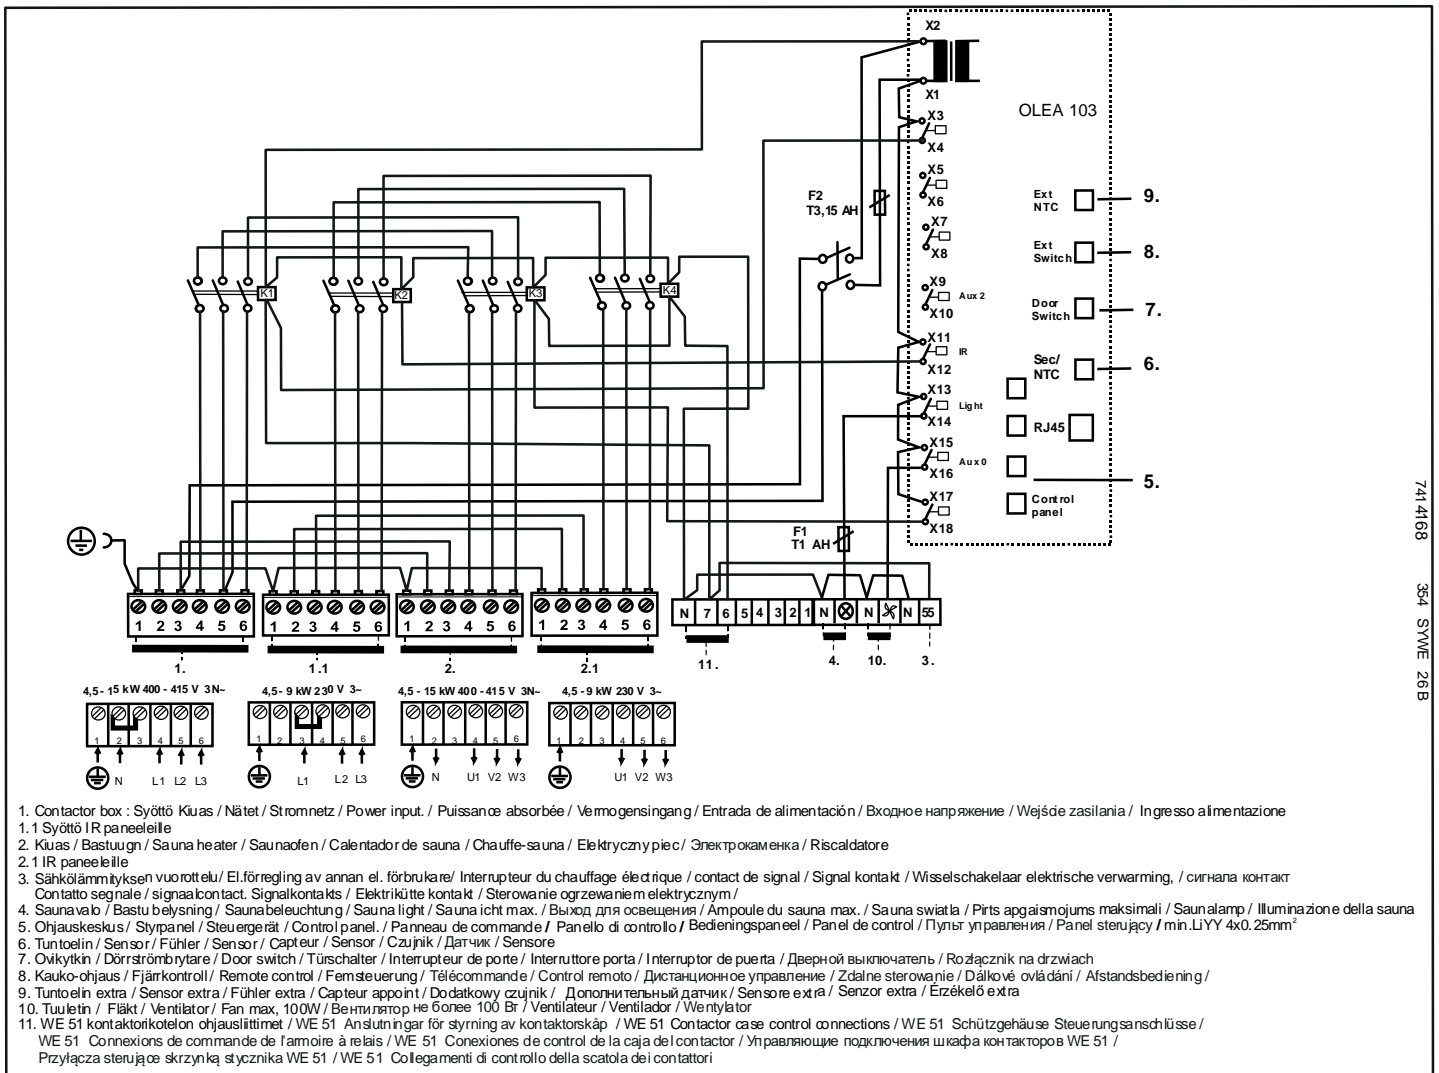 X2
X1
OLEA 103
X3
X4
X5
X6
F2
T3,15 AH
Ext
NTC
9.
X7
X8
Ext
Switch
8.
X9
Aux 2
X10
Door
Switch
7.
K1
K2
K3
K4
X11
IR
X12
Sec/
NTC
6.
X13
Light
X14
RJ45
X15
Aux 0
X16
5.
X17
X18
Control
panel
F1
T1 AH
1 2 3 4 5 6
1 2 3 4 5 6
1 2 3 4 5 6
1 2 3 4 5 6
N 7 6 5 4 3 2 1 N N N 55
1.
1.1
2.
2.1
11.
4.
10.
3.
4,5 - 15 kW 400 - 415 V 3N~
4,5 - 9 kW 230 V 3~
4,5 - 15 kW 400 - 415 V 3N~
4,5 - 9 kW 230 V 3~
1 2 3 4 5 6
1 2 3 4 5 6
1 2 3 4 5 6
1 2 3 4 5 6
N L1 L2 L3
L1 L2 L3
N U1 V2 W3
U1 V2 W3
7414168 354 SYWE 26 B
1. Contactor box : Syöttö Kiuas / Nätet / Stromnetz / Power input. / Puissance absorbée / Vermogensingang / Entrada de alimentación / Входное напряжение / Wejście zasilania / Ingresso alimentazione
1.1 Syöttö IR paneeleille
2. Kiuas / Bastuugn / Sauna heater / Saunaofen / Calentador de sauna / Chauffe-sauna / Elektryczny piec / Электрокаменка / Riscaldatore
2.1 IR paneeleille
3. Sähkölämmityksen vuorottelu/ El.förregling av annan el. förbrukare/ Interrupteur du chauffage électrique / contact de signal / Signal kontakt / Wisselschakelaar elektrische verwarming, / сигнала контакт
Contatto segnale / signaalcontact. Signalkontakts / Elektrikütte kontakt / Sterowanie ogrzewaniem elektrycznym /
4. Saunavalo / Bastu belysning / Saunabeleuchtung / Sauna light / Sauna icht max. / Выход для освещения / Ampoule du sauna max. / Sauna swiatla / Pirts apgaismojums maksimali / Saunalamp / Illuminazione della sauna
5. Ohjauskeskus / Styrpanel / Steuergerät / Control panel. / Panneau de commande / Panello di controllo / Bedieningspaneel / Panel de control / Пульт управления / Panel sterujący / min.LiYY 4x0.25mm²
6. Tuntoelin / Sensor / Fühler / Sensor / Capteur / Sensor / Czujnik / Датчик / Sensore
7. Ovikytkin / Dörrströmbrytare / Door switch / Türschalter / Interrupteur de porte / Interruttore porta / Interruptor de puerta / Дверной выключатель / Rozłącznik na drzwiach
8. Kauko-ohjaus / Fjärrkontroll / Remote control / Fernsteuerung / Télécommande / Control remoto / Дистанционное управление / Zdalne sterowanie / Dálkové ovládání / Afstandsbediening /
9. Tuntoelin extra / Sensor extra / Fühler extra / Capteur appoint / Dodatkowy czujnik / Дополнительный датчик / Sensore extra / Senzor extra / Érzékelő extra
10. Tuuletin / Fläkt / Ventilator / Fan max, 100W / Вентилятор не более 100 Вт / Ventilateur / Ventilador / Wentylator
11. WE 51 kontaktorikotelon ohjausliittimet / WE 51 Anslutningar för styrning av kontaktorskåp / WE 51 Contactor case control connections / WE 51 Schützgehäuse Steuerungsanschlüsse /
WE 51 Connexions de commande de l'armoire à relais / WE 51 Conexiones de control de la caja del contactor / Управляющие подключения шкафа контакторов WE 51 /
Przyłącza sterujące skrzynką stycznika WE 51 / WE 51 Collegamenti di controllo della scatola dei contattori